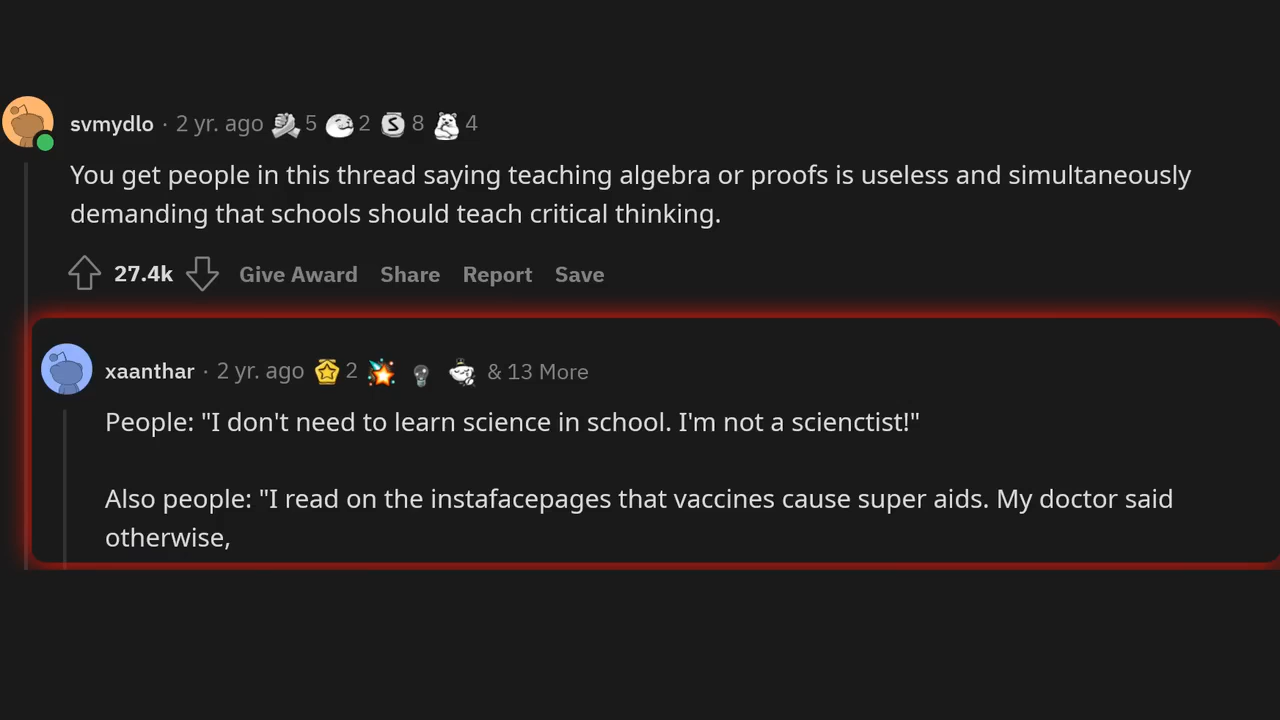 svmydlo · 2 yr. ago 5 2 S 8 4
You get people in this thread saying teaching algebra or proofs is useless and simultaneously
demanding that schools should teach critical thinking.
27.4k Give Award Share Report Save
xaanthar · 2 yr. ago 2 & 13 More
People: "I don't need to learn science in school. I'm not a scienctist!"
Also people: "I read on the instafacepages that vaccines cause super aids. My doctor said
otherwise,